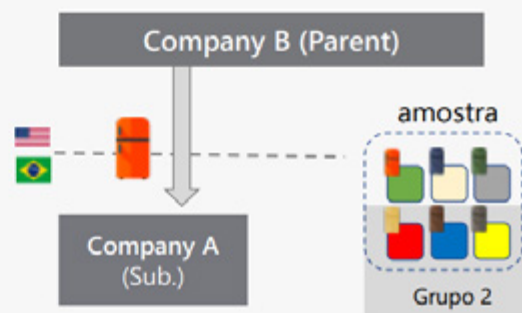 Company B (Parent)
amostra
Company A
(Sub.)
Grupo 2